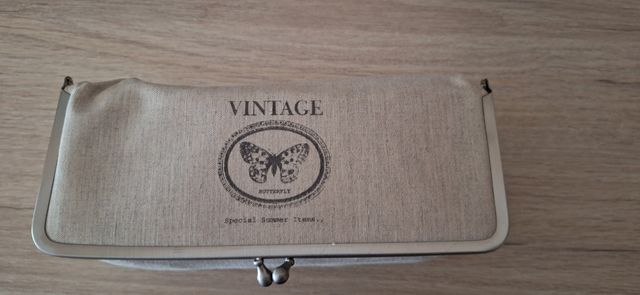 VINTAGE
BUTTERFLY
Special Summer Items.,